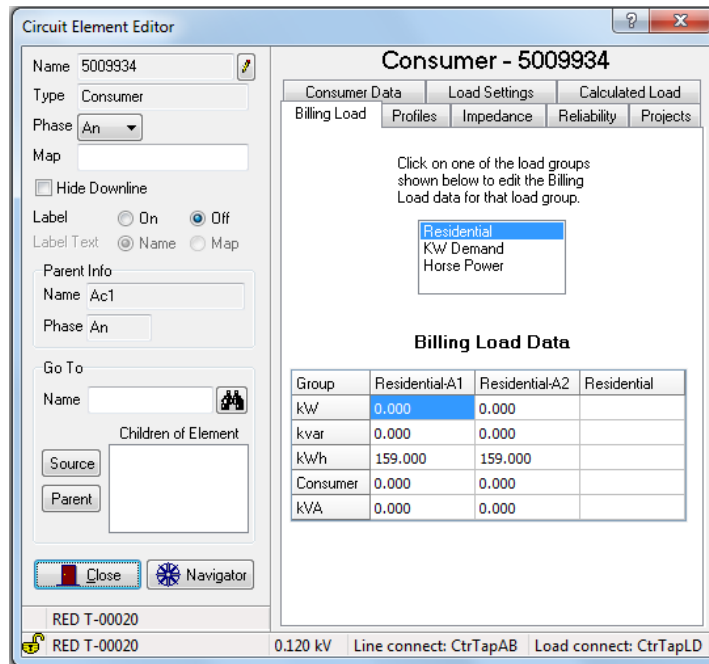 Circuit Element Editor
?
X
Name 5009934
Type Consumer
Phase An
Map
Hide Downline
Label On Off
Label Text Name Map
Parent Info
Name Ac1
Phase An
Go To
Name
Children of Element
Source
Parent
Close Navigator
RED T-00020
Consumer - 5009934
Consumer Data Load Settings Calculated Load
Billing Load Profiles Impedance Reliability Projects
Click on one of the load groups
shown below to edit the Billing
Load data for that load group.
Residential
KW Demand
Horse Power
Billing Load Data
Group Residential-A1 Residential-A2 Residential
kW 0.000 0.000
kvar 0.000 0.000
kWh 159.000 159.000
Consumer 0.000 0.000
kVA 0.000 0.000
RED T-00020 0.120 kV Line connect: CtrTapAB Load connect: CtrTapLD